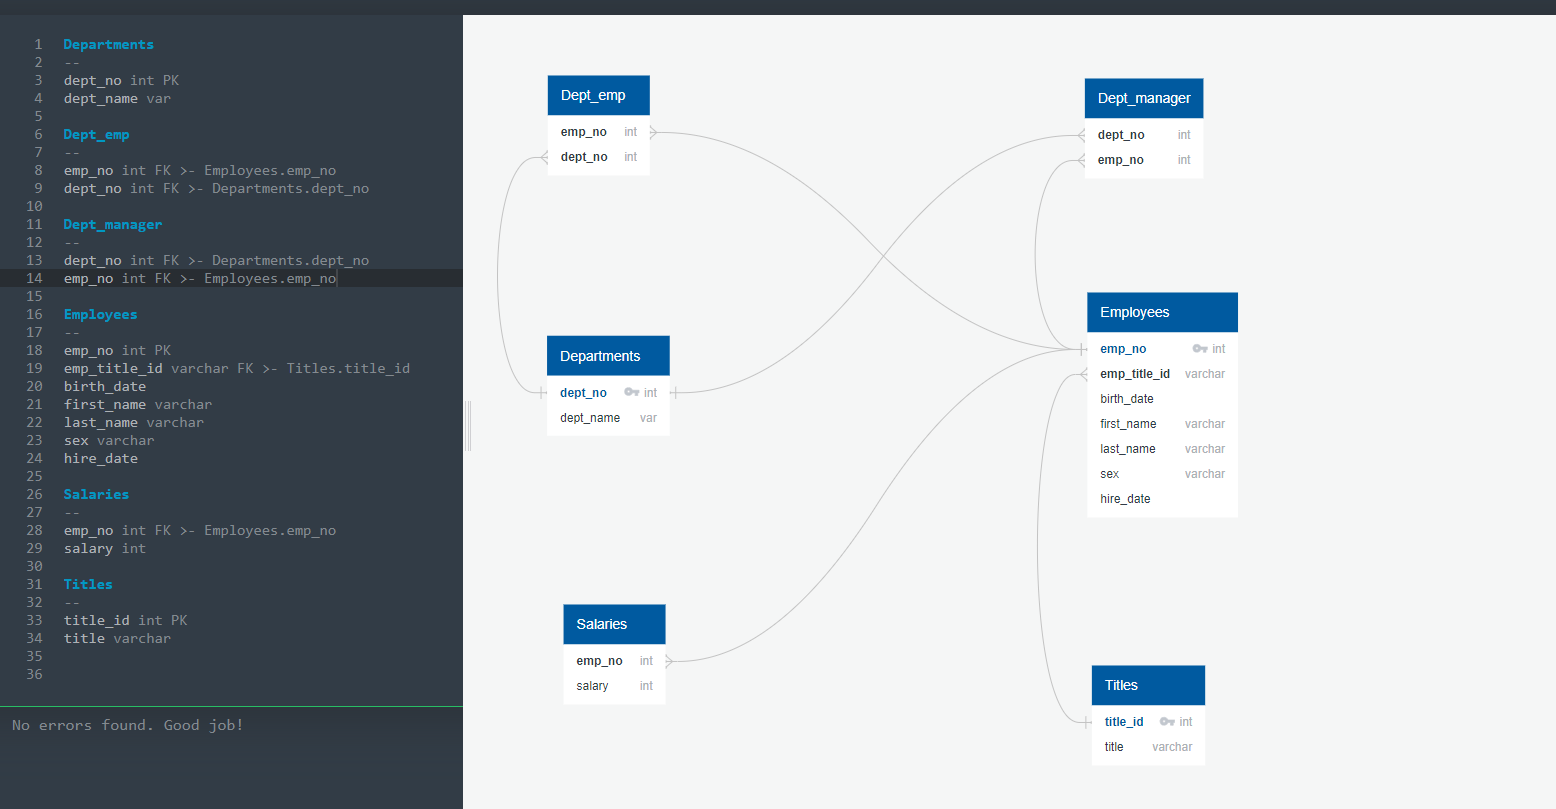 1 Departments
2 --
3 dept_no int PK
4 dept_name var
5
6 Dept_emp
7 --
8 emp_no int FK >- Employees.emp_no
9 dept_no int FK >- Departments.dept_no
10
11 Dept_manager
12 --
13 dept_no int FK >- Departments.dept_no
14 emp_no int FK >- Employees.emp_no
15
16 Employees
17 --
18 emp_no int PK
19 emp_title_id varchar FK >- Titles.title_id
20 birth_date
21 first_name varchar
22 last_name varchar
23 sex varchar
24 hire_date
25
26 Salaries
27 --
28 emp_no int FK >- Employees.emp_no
29 salary int
30
31 Titles
32 --
33 title_id int PK
34 title varchar
35
36
No errors found. Good job!
Dept_emp
emp_no int
dept_no int
Dept_manager
dept_no int
emp_no int
Departments
dept_no int
dept_name var
Employees
emp_no int
emp_title_id varchar
birth_date
first_name varchar
last_name varchar
sex varchar
hire_date
Salaries
emp_no int
salary int
Titles
title_id int
title varchar